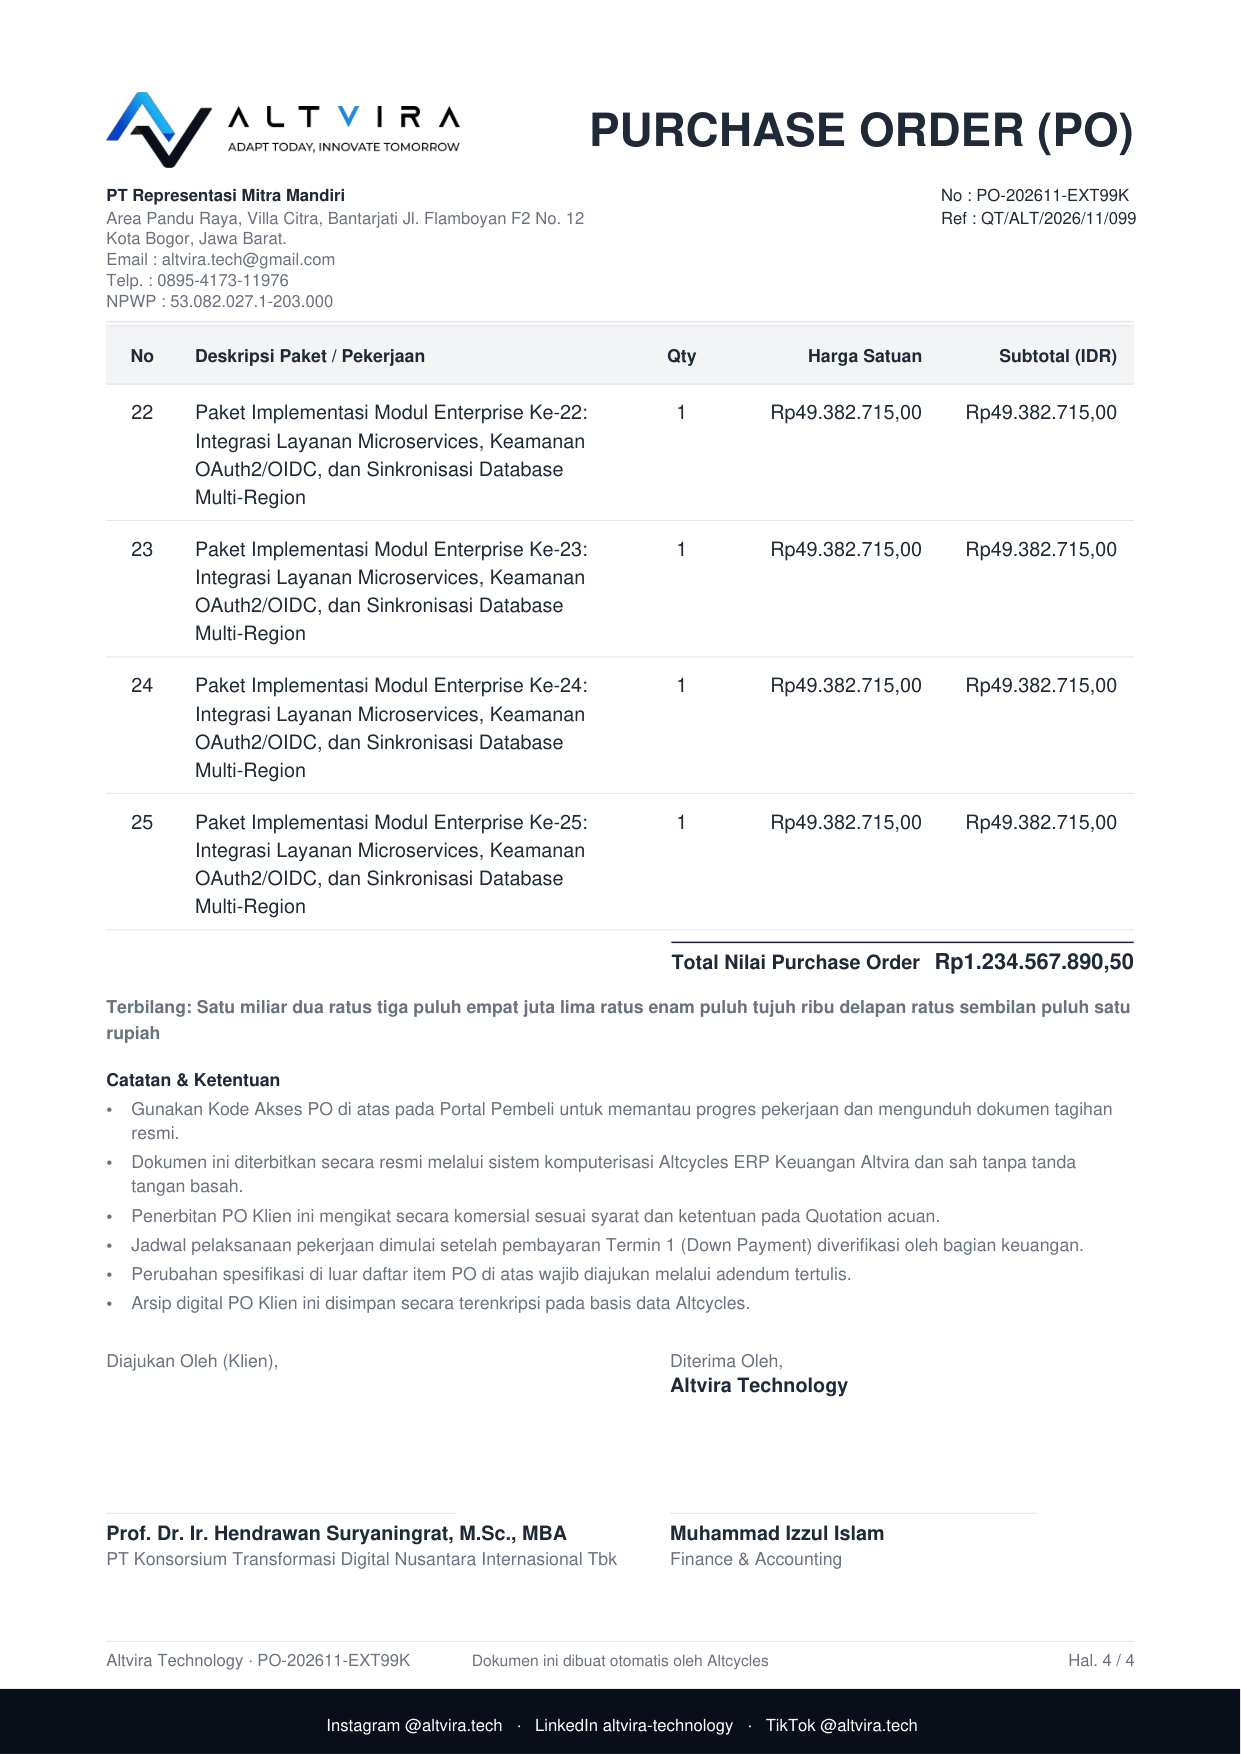 ALTVIRA
ADAPT TODAY, INNOVATE TOMORROW
PURCHASE ORDER (PO)
PT Representasi Mitra Mandiri
Area Pandu Raya, Villa Citra, Bantarjati Jl. Flamboyan F2 No. 12
Kota Bogor, Jawa Barat.
Email : altvira.tech@gmail.com
Telp. : 0895-4173-11976
NPWP : 53.082.027.1-203.000
No : PO-202611-EXT99K
Ref : QT/ALT/2026/11/099
No Deskripsi Paket / Pekerjaan Qty Harga Satuan Subtotal (IDR)
22 Paket Implementasi Modul Enterprise Ke-22: 1 Rp49.382.715,00 Rp49.382.715,00
Integrasi Layanan Microservices, Keamanan
OAuth2/OIDC, dan Sinkronisasi Database
Multi-Region
23 Paket Implementasi Modul Enterprise Ke-23: 1 Rp49.382.715,00 Rp49.382.715,00
Integrasi Layanan Microservices, Keamanan
OAuth2/OIDC, dan Sinkronisasi Database
Multi-Region
24 Paket Implementasi Modul Enterprise Ke-24: 1 Rp49.382.715,00 Rp49.382.715,00
Integrasi Layanan Microservices, Keamanan
OAuth2/OIDC, dan Sinkronisasi Database
Multi-Region
25 Paket Implementasi Modul Enterprise Ke-25: 1 Rp49.382.715,00 Rp49.382.715,00
Integrasi Layanan Microservices, Keamanan
OAuth2/OIDC, dan Sinkronisasi Database
Multi-Region
Total Nilai Purchase Order Rp1.234.567.890,50
Terbilang: Satu miliar dua ratus tiga puluh empat juta lima ratus enam puluh tujuh ribu delapan ratus sembilan puluh satu
rupiah
Catatan & Ketentuan
• Gunakan Kode Akses PO di atas pada Portal Pembeli untuk memantau progres pekerjaan dan mengunduh dokumen tagihan
resmi.
• Dokumen ini diterbitkan secara resmi melalui sistem komputerisasi Altcycles ERP Keuangan Altvira dan sah tanpa tanda
tangan basah.
• Penerbitan PO Klien ini mengikat secara komersial sesuai syarat dan ketentuan pada Quotation acuan.
• Jadwal pelaksanaan pekerjaan dimulai setelah pembayaran Termin 1 (Down Payment) diverifikasi oleh bagian keuangan.
• Perubahan spesifikasi di luar daftar item PO di atas wajib diajukan melalui adendum tertulis.
• Arsip digital PO Klien ini disimpan secara terenkripsi pada basis data Altcycles.
Diajukan Oleh (Klien),
Diterima Oleh,
Altvira Technology
Prof. Dr. Ir. Hendrawan Suryaningrat, M.Sc., MBA
PT Konsorsium Transformasi Digital Nusantara Internasional Tbk
Muhammad Izzul Islam
Finance & Accounting
Altvira Technology · PO-202611-EXT99K Dokumen ini dibuat otomatis oleh Altcycles Hal. 4 / 4
Instagram @altvira.tech · LinkedIn altvira-technology · TikTok @altvira.tech